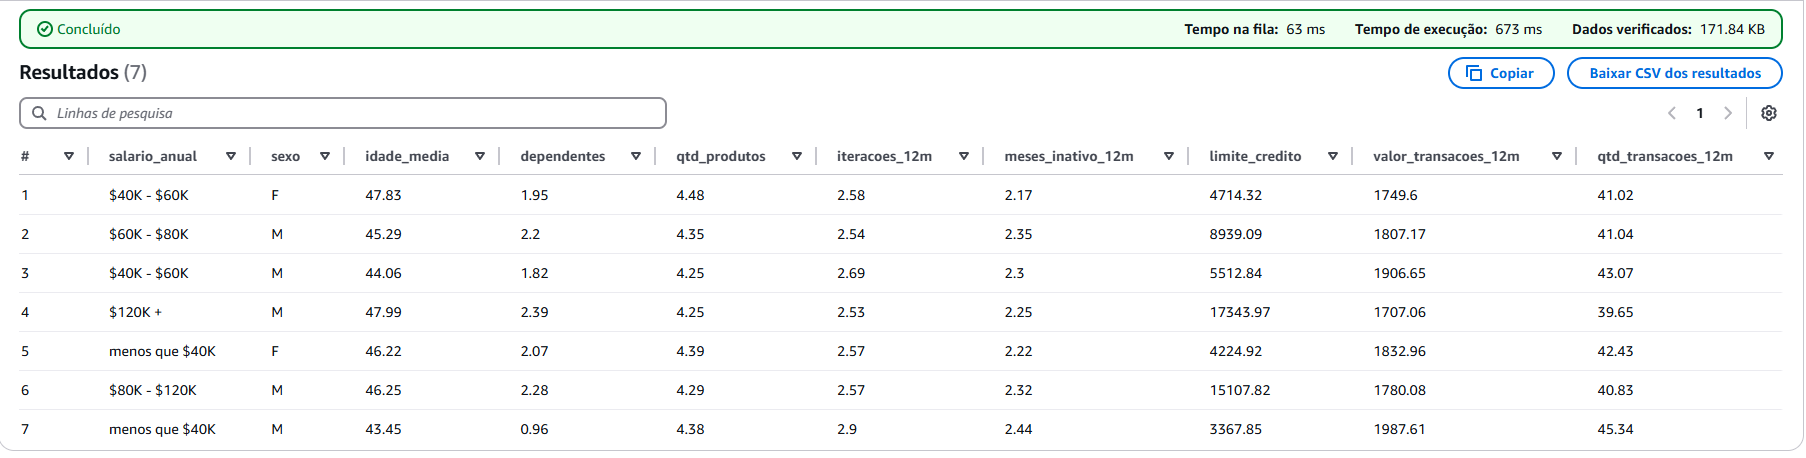 Concluído Tempo na fila: 63 ms Tempo de execução: 673 ms Dados verificados: 171.84 KB
Resultados (7) Copiar Baixar CSV dos resultados
Linhas de pesquisa 1
# salario_anual sexo idade_media dependentes qtd_produtos iteracoes_12m meses_inativo_12m limite_credito valor_transacoes_12m qtd_transacoes_12m
1 $40K - $60K F 47.83 1.95 4.48 2.58 2.17 4714.32 1749.6 41.02
2 $60K - $80K M 45.29 2.2 4.35 2.54 2.35 8939.09 1807.17 41.04
3 $40K - $60K M 44.06 1.82 4.25 2.69 2.3 5512.84 1906.65 43.07
4 $120K + M 47.99 2.39 4.25 2.53 2.25 17343.97 1707.06 39.65
5 menos que $40K F 46.22 2.07 4.39 2.57 2.22 4224.92 1832.96 42.43
6 $80K - $120K M 46.25 2.28 4.29 2.57 2.32 15107.82 1780.08 40.83
7 menos que $40K M 43.45 0.96 4.38 2.9 2.44 3367.85 1987.61 45.34